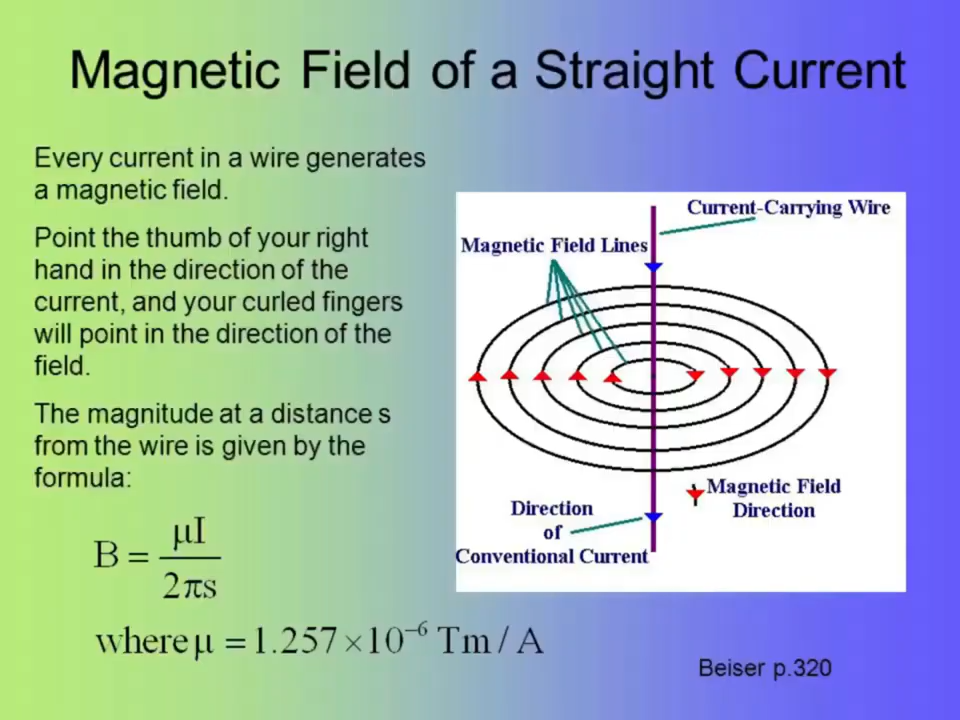 Magnetic Field of a Straight Current
Every current in a wire generates
a magnetic field.
Point the thumb of your right
hand in the direction of the
current, and your curled fingers
will point in the direction of the
field.
The magnitude at a distance s
from the wire is given by the
formula:
B = μI / 2πs
where μ = 1.257 × 10⁻⁶ Tm / A
Current-Carrying Wire
Magnetic Field Lines
Magnetic Field
Direction
Direction
of
Conventional Current
Beiser p.320